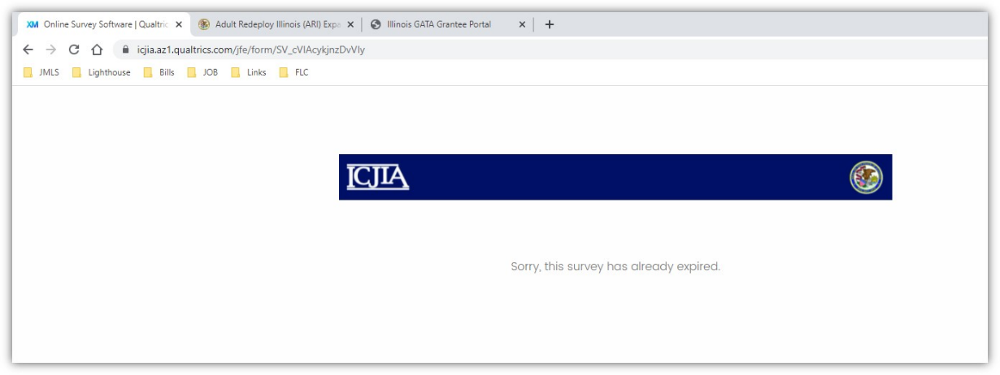 XM Online Survey Software | Qualtric
Adult Redeploy Illinois (ARI) Expa
Illinois GATA Grantee Portal
icjia.az1.qualtrics.com/jfe/form/SV_cVIAcykjnzDvVIy
JMLS Lighthouse Bills JOB Links FLC
ICJIA
Sorry, this survey has already expired.